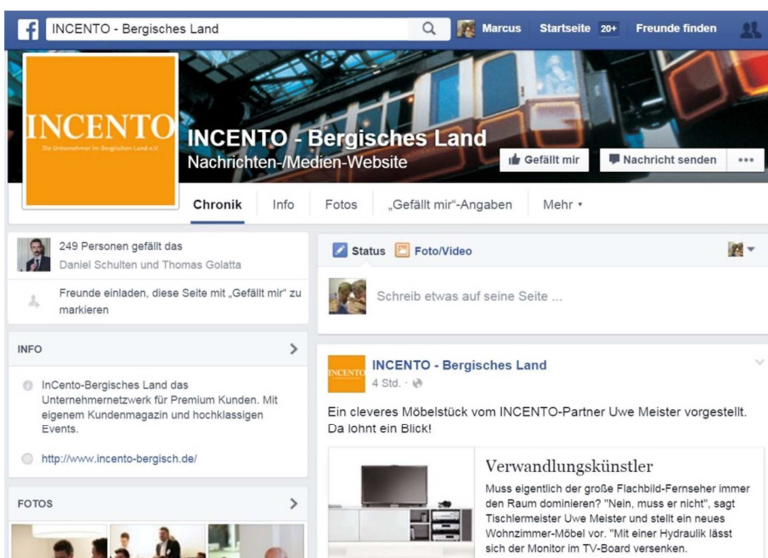 INCENTO - Bergisches Land
Marcus
Startseite 20+
Freunde finden
INCENTO
Die Unternehmer im Bergischen Land e.V.
INCENTO - Bergisches Land
Nachrichten-/Medien-Website
Gefällt mir
Nachricht senden
Chronik
Info
Fotos
„Gefällt mir“-Angaben
Mehr
249 Personen gefällt das
Daniel Schulten und Thomas Golatta
Freunde einladen, diese Seite mit „Gefällt mir“ zu
markieren
INFO
InCento-Bergisches Land das
Unternehmernetzwerk für Premium Kunden. Mit
eigenem Kundenmagazin und hochklassigen
Events.
http://www.incento-bergisch.de/
FOTOS
Status
Foto/Video
Schreib etwas auf seine Seite ...
INCENTO
INCENTO - Bergisches Land
4 Std. ·
Ein cleveres Möbelstück vom INCENTO-Partner Uwe Meister vorgestellt.
Da lohnt ein Blick!
Verwandlungskünstler
Muss eigentlich der große Flachbild-Fernseher immer
den Raum dominieren? "Nein, muss er nicht", sagt
Tischlermeister Uwe Meister und stellt ein neues
Wohnzimmer-Möbel vor. "Mit einer Hydraulik lässt
sich der Monitor im TV-Board versenken.